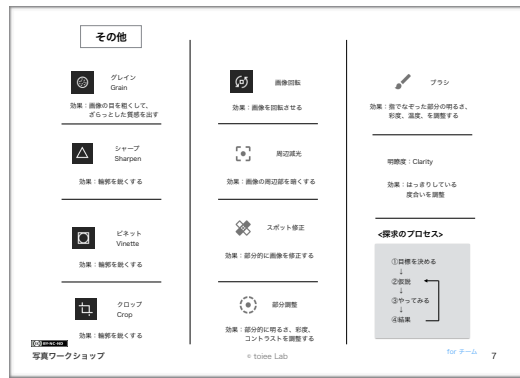 その他
グレイン
Grain
効果：画像の目を粗くして、
ざらっとした質感を出す
シャープ
Sharpen
効果：輪郭を鋭くする
ビネット
Vinette
効果：輪郭を鋭くする
クロップ
Crop
効果：輪郭を鋭くする
画像回転
効果：画像を回転させる
周辺減光
効果：画像の周辺部を暗くする
スポット修正
効果：部分的に画像を修正する
部分調整
効果：部分的に明るさ、彩度、
コントラストを調整する
ブラシ
効果：指でなぞった部分の明るさ、
彩度、温度、を調整する
明瞭度：Clarity
効果：はっきりしている
度合いを調整
<探求のプロセス>
①目標を決める
↓
②仮説
↓
③やってみる
↓
④結果
BY-NC-ND
写真ワークショップ
© toiee Lab
for チーム
7